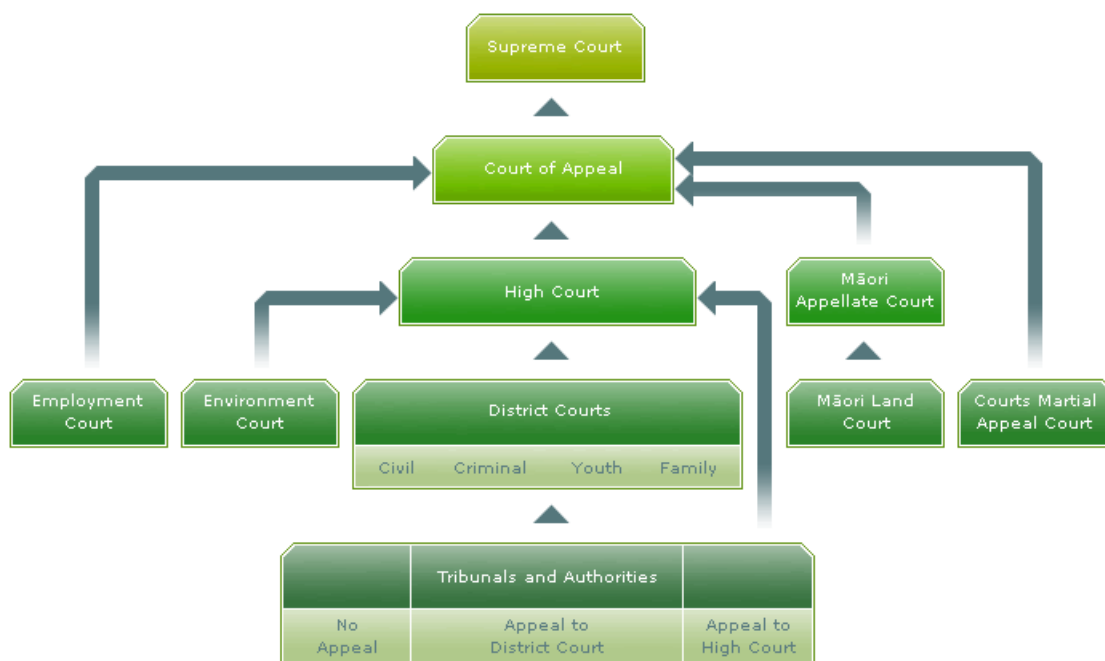 Supreme Court
Court of Appeal
High Court
Māori
Appellate Court
Employment
Court
Environment
Court
District Courts
Civil Criminal Youth Family
Māori Land
Court
Courts Martial
Appeal Court
Tribunals and Authorities
No
Appeal
Appeal to
District Court
Appeal to
High Court